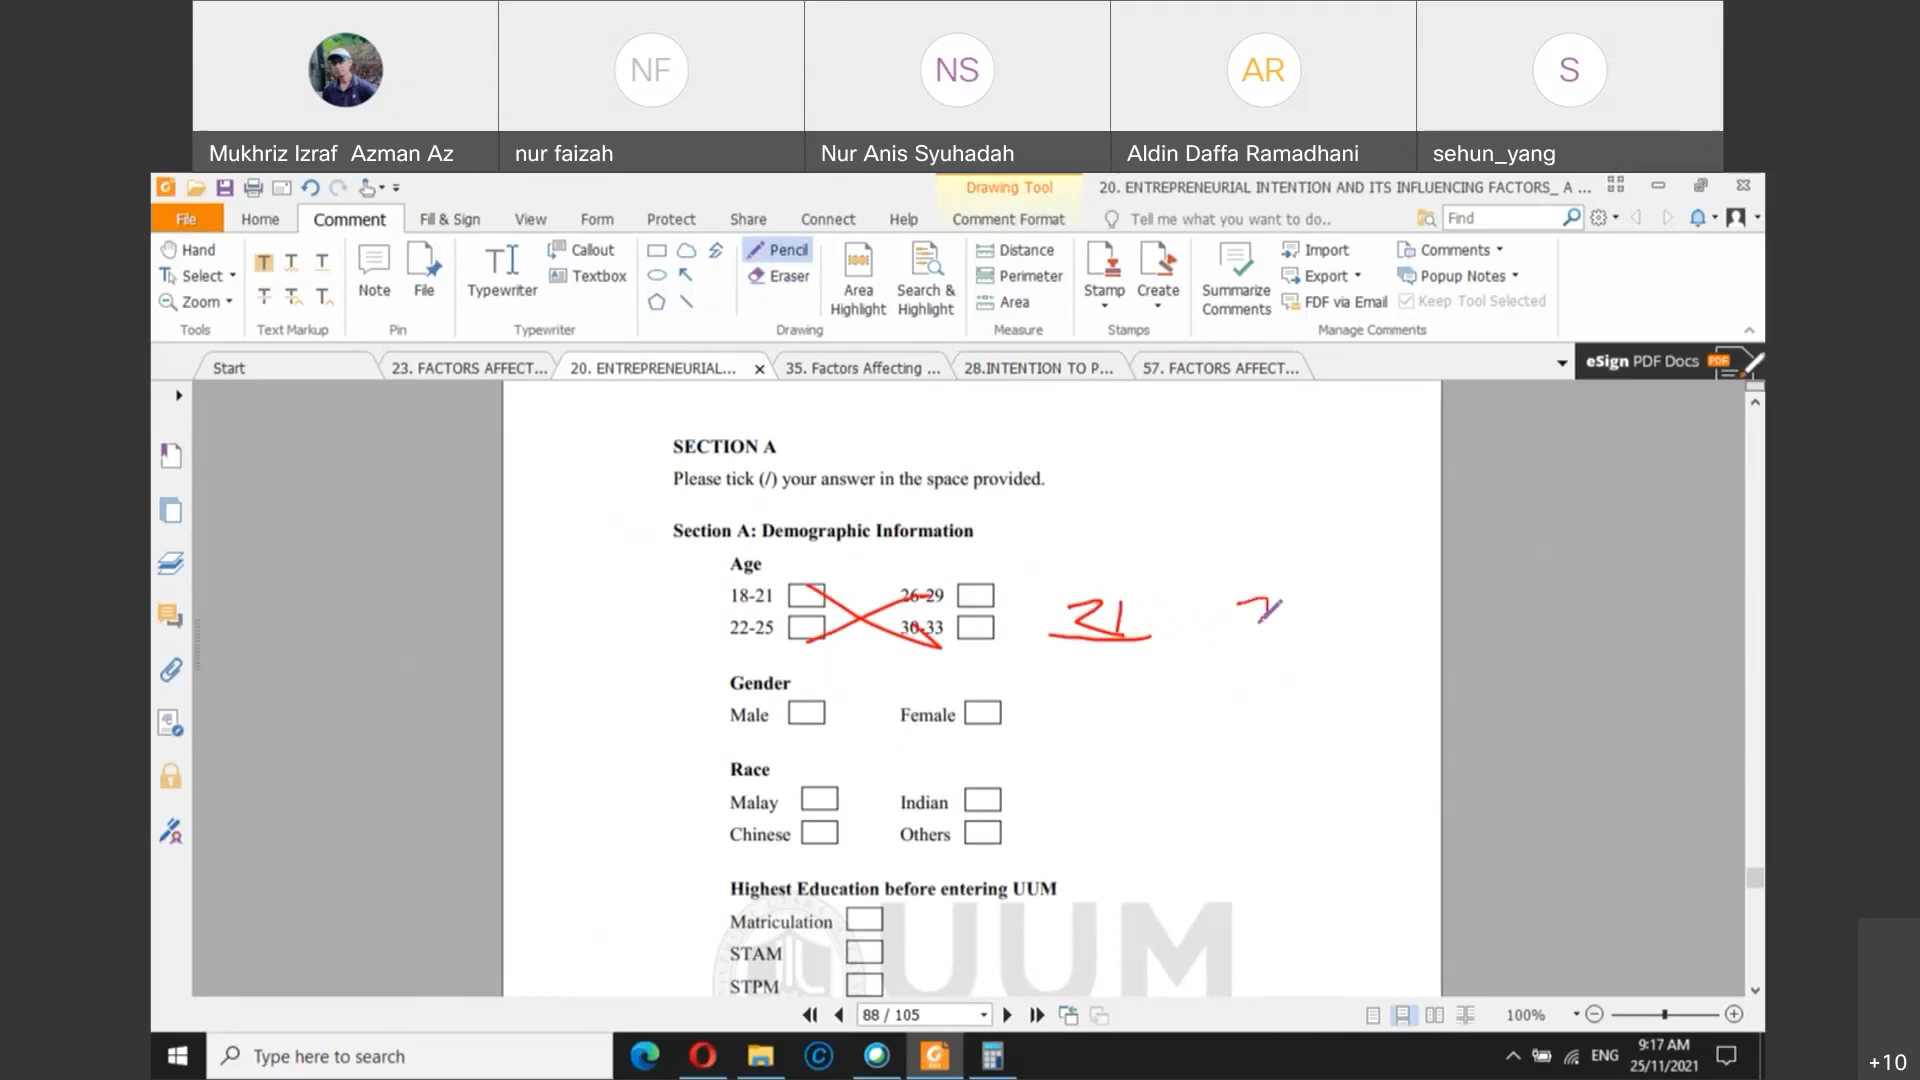 NF
NS
AR
S
Mukhriz Izraf Azman Az
nur faizah
Nur Anis Syuhadah
Aldin Daffa Ramadhani
sehun_yang
Drawing Tool
20. ENTREPRENEURIAL INTENTION AND ITS INFLUENCING FACTORS_ A ...
File
Home
Comment
Fill & Sign
View
Form
Protect
Share
Connect
Help
Comment Format
Tell me what you want to do..
Find
Hand
Select
Zoom
Tools
Text Markup
Note
File
Pin
Typewriter
Callout
Textbox
Typewriter
Pencil
Eraser
Area Highlight
Search & Highlight
Drawing
Distance
Perimeter
Area
Measure
Stamp
Create
Stamps
Summarize Comments
Import
Export
FDF via Email
Comments
Popup Notes
Keep Tool Selected
Manage Comments
Start
23. FACTORS AFFECT...
20. ENTREPRENEURIAL...
35. Factors Affecting ...
28.INTENTION TO P...
57. FACTORS AFFECT...
eSign PDF Docs
PDF
SECTION A
Please tick (/) your answer in the space provided.
Section A: Demographic Information
Age
18-21
26-29
22-25
30-33
21
Gender
Male
Female
Race
Malay
Indian
Chinese
Others
Highest Education before entering UUM
Matriculation
STAM
STPM
UUM
88 / 105
100%
Type here to search
ENG
9:17 AM
25/11/2021
+10